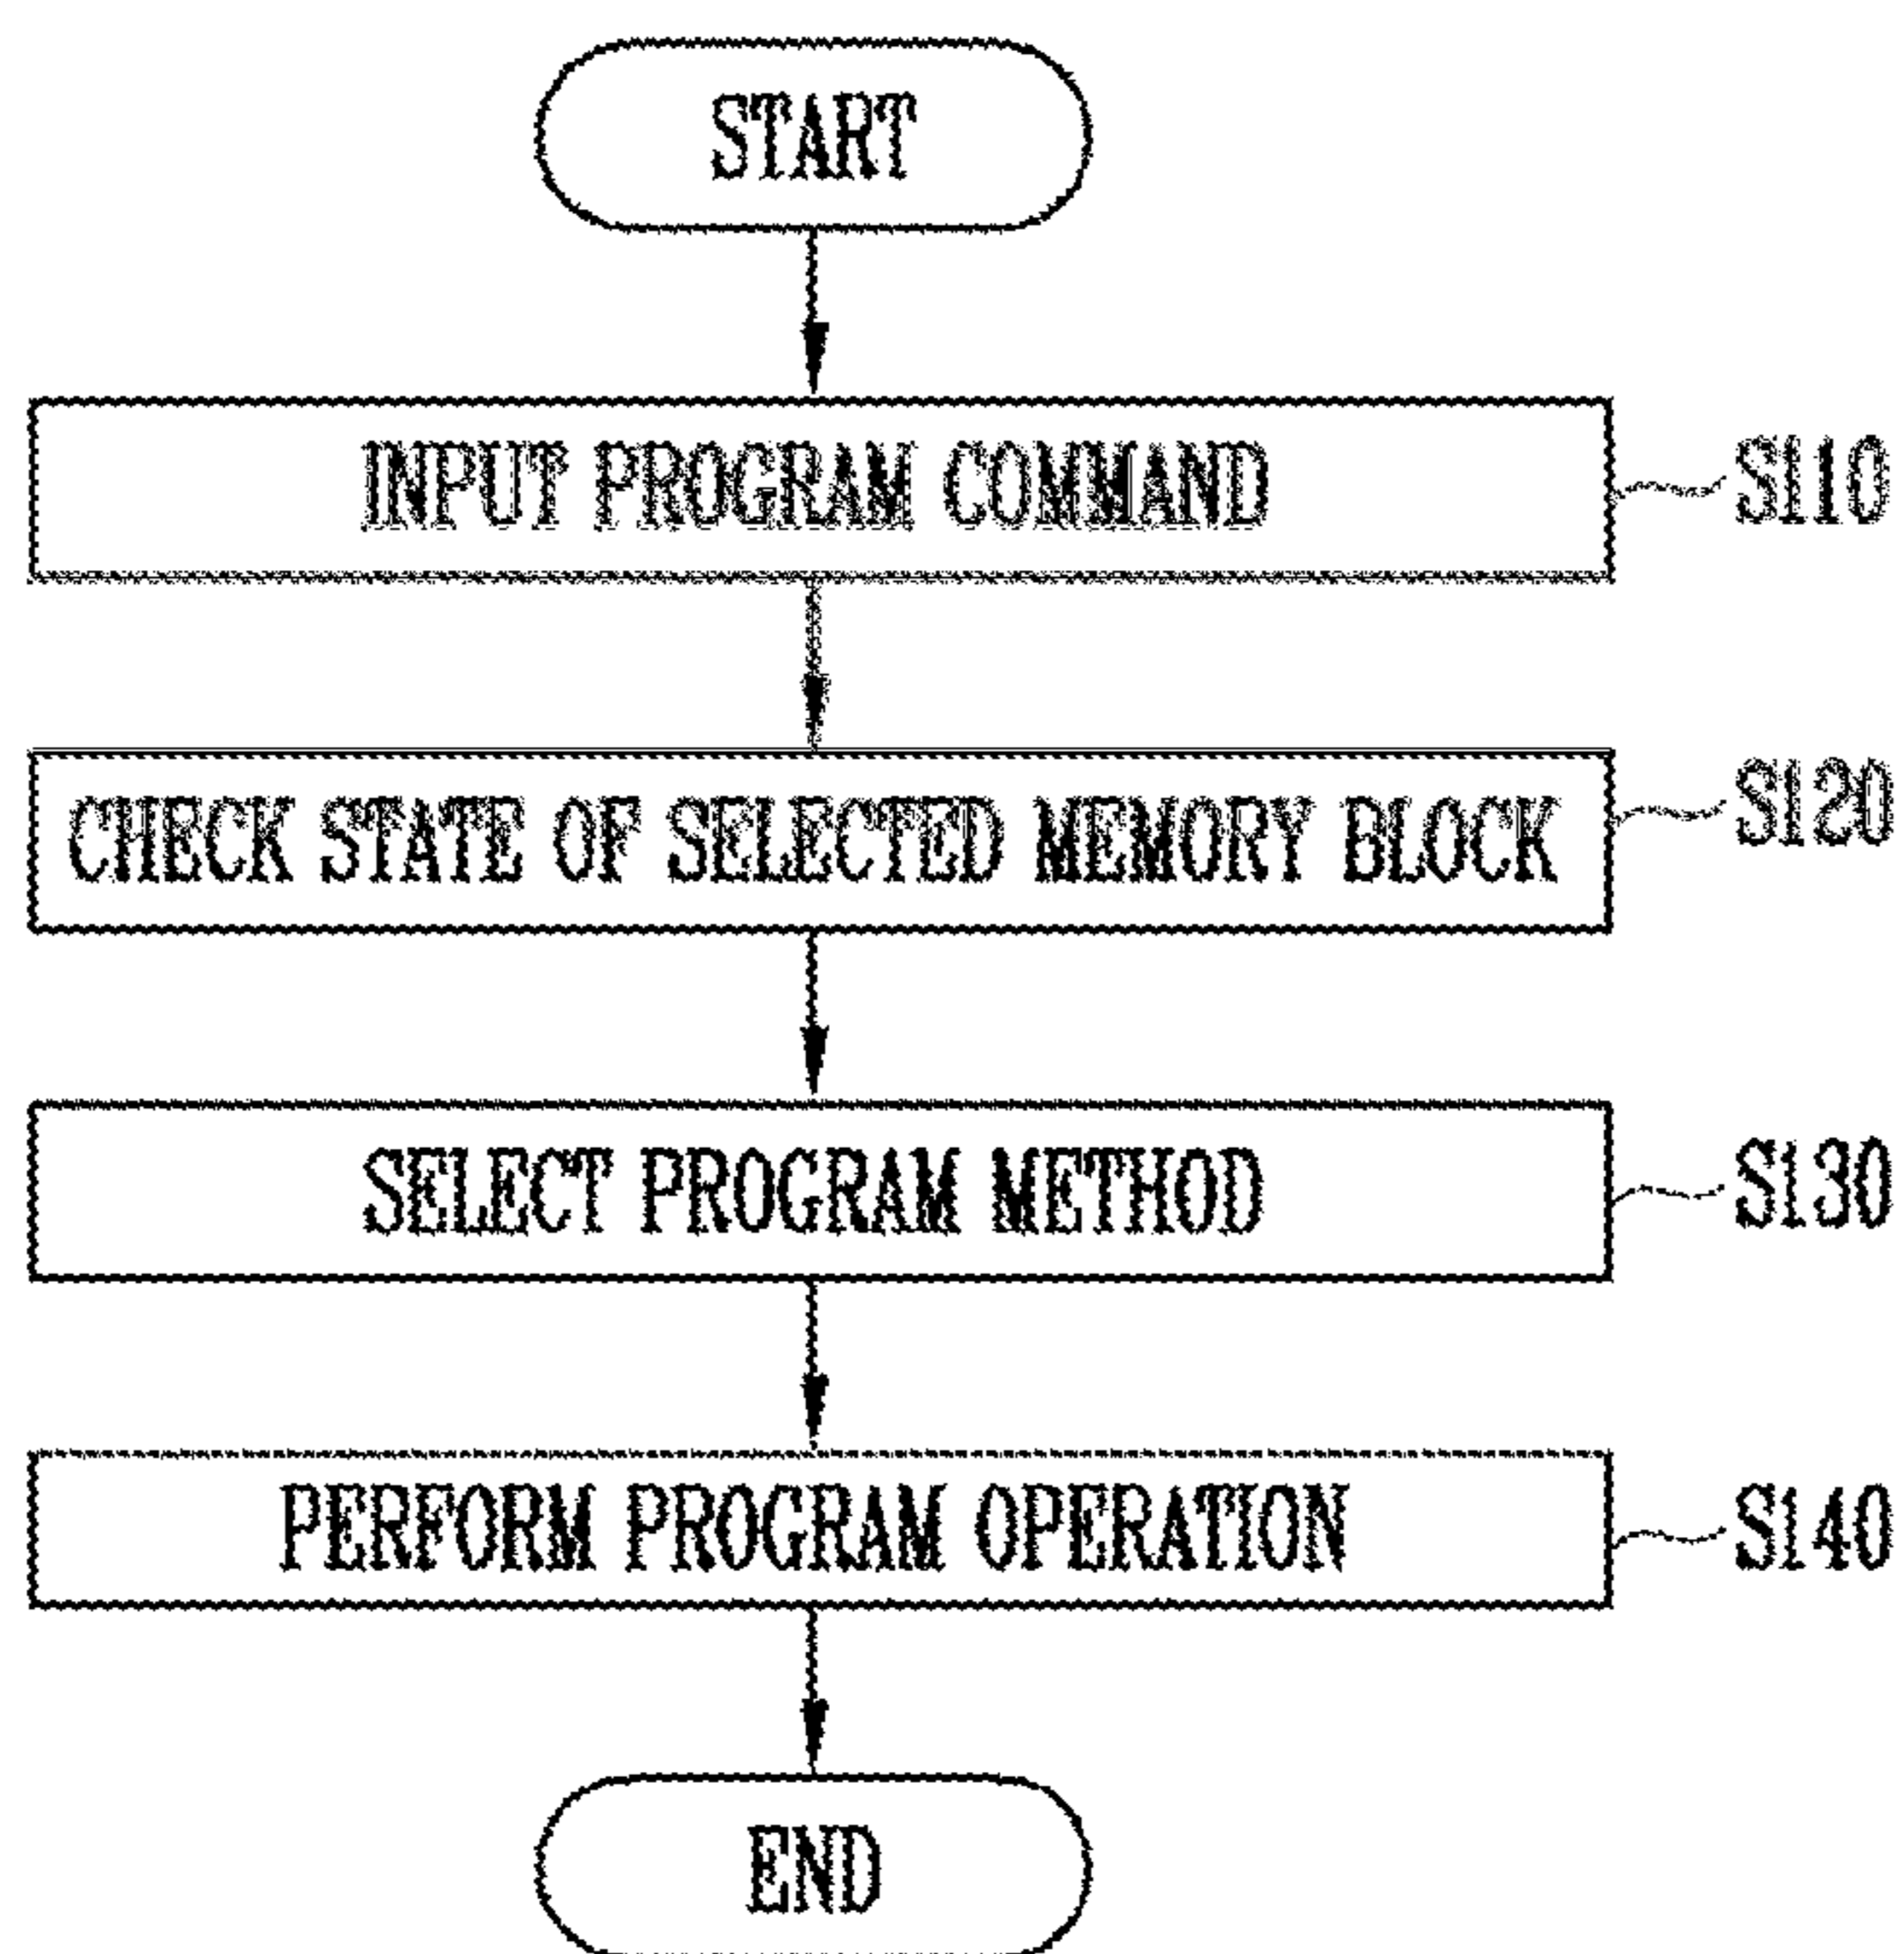 START
INPUT PROGRAM COMMAND
S110
CHECK STATE OF SELECTED MEMORY BLOCK
S120
SELECT PROGRAM METHOD
S130
PERFORM PROGRAM OPERATION
S140
END